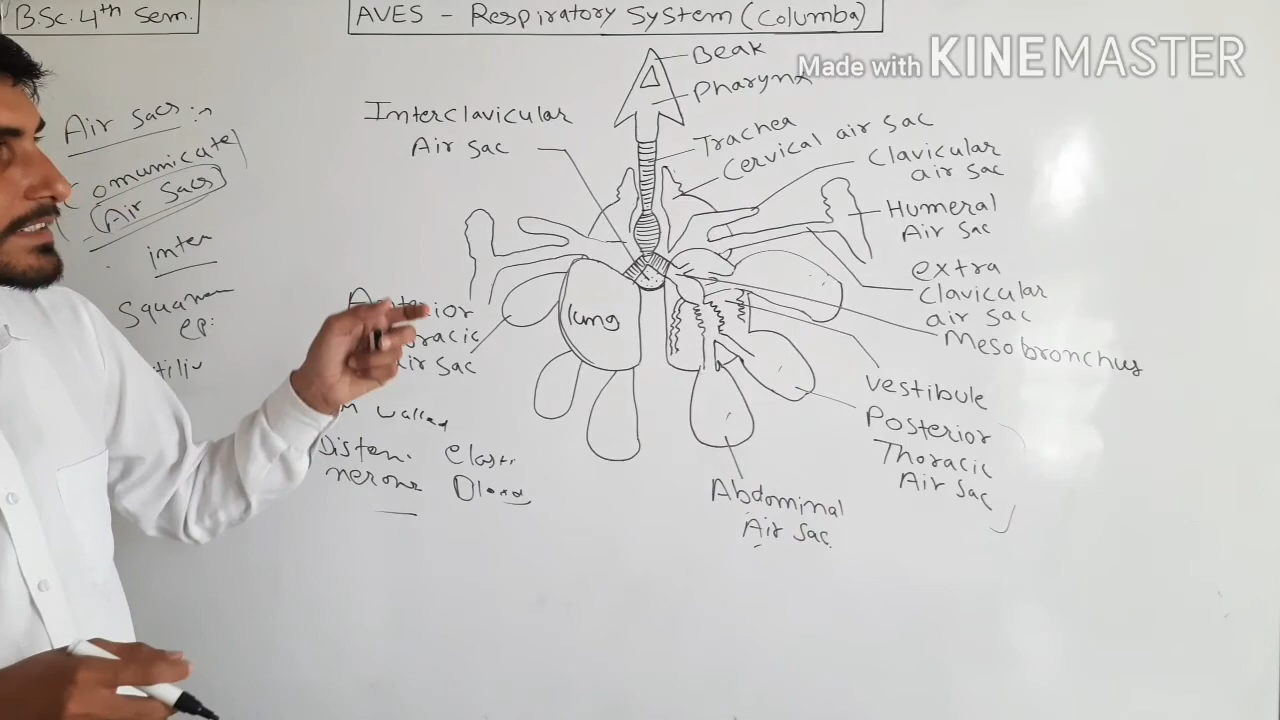 B.Sc. 4th Sem.
AVES - Respiratory System (Columba)
Made with KINEMASTER
Beak
Pharynx
Trachea
Cervical air sac
Clavicular
air sac
Humeral
Air Sac
extra
Clavicular
air sac
Mesobronchus
Vestibule
Posterior
Thoracic
Air Sac
Abdominal
Air Sac
Interclavicular
Air sac
lung
Air sacs :-
Air Sacs
inter
ep:
walled
Disten. elasti
nerone Blood